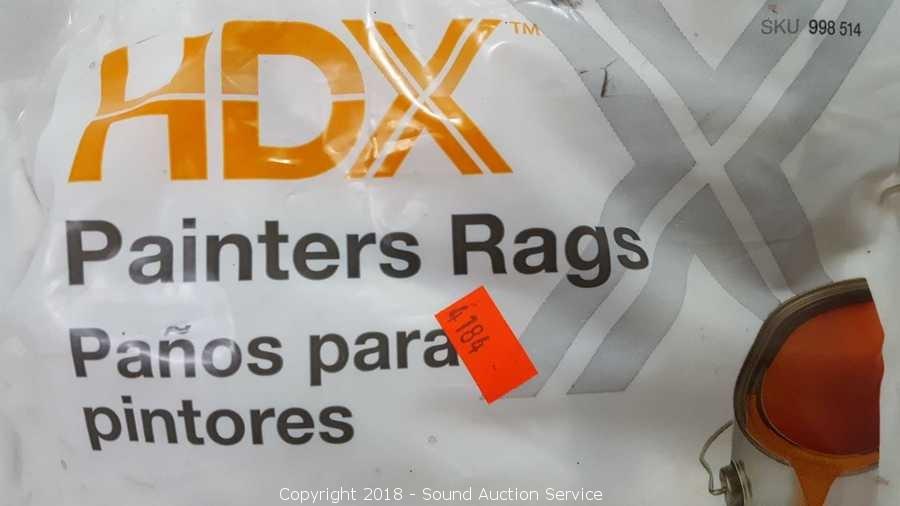 HDX™
SKU 998 514
Painters Rags
Paños para
pintores
4184
Copyright 2018 - Sound Auction Service